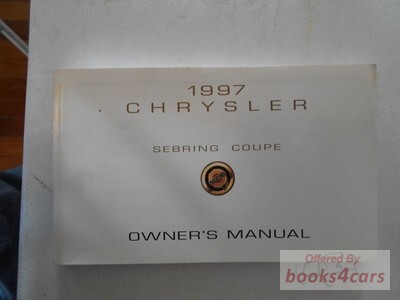 1997
CHRYSLER
SEBRING COUPE
OWNER'S MANUAL
Offered By
books4cars